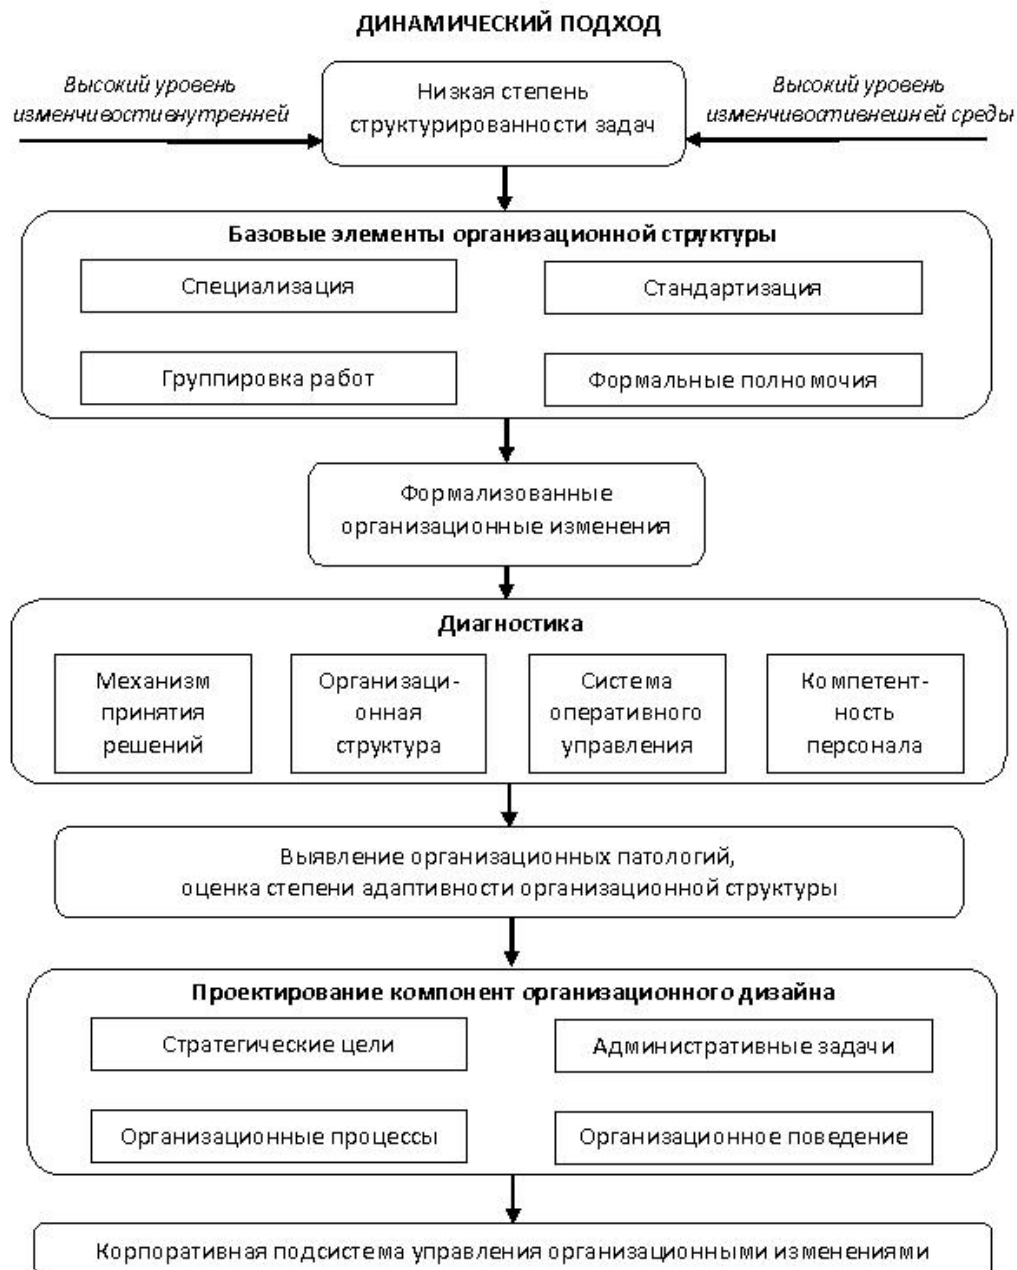 ДИНАМИЧЕСКИЙ ПОДХОД
Высокий уровень
изменчивостивнутренней
Низкая степень
структурированности задач
Высокий уровень
изменчивостивнешней среды
Базовые элементы организационной структуры
Специализация
Стандартизация
Группировка работ
Формальные полномочия
Формализованные
организационные изменения
Диагностика
Механизм
принятия
решений
Организаци-
онная
структура
Система
оперативного
управления
Компетент-
ность
персонала
Выявление организационных патологий,
оценка степени адаптивности организационной структуры
Проектирование компонент организационного дизайна
Стратегические цели
Административные задачи
Организационные процессы
Организационное поведение
Корпоративная подсистема управления организационными изменениями